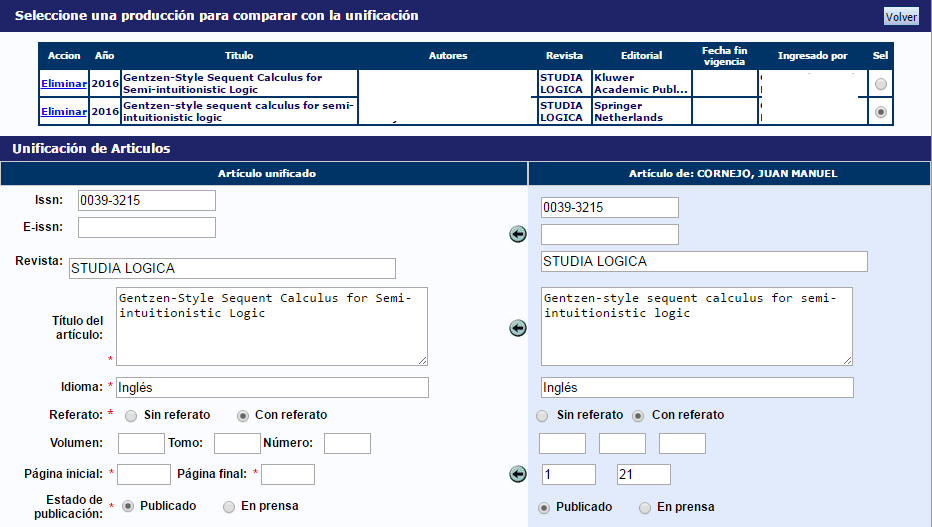 Seleccione una producción para comparar con la unificación
Volver
Accion Año Título Autores Revista Editorial Fecha fin vigencia Ingresado por Sel
Eliminar 2016 Gentzen-Style Sequent Calculus for STUDIA Kluwer
Semi-intuitionistic Logic LOGICA Academic Publ...
Eliminar 2016 Gentzen-style sequent calculus for semi- STUDIA Springer
intuitionistic logic LOGICA Netherlands
Unificación de Articulos
Artículo unificado Artículo de: CORNEJO, JUAN MANUEL
Issn: 0039-3215 0039-3215
E-issn:
Revista: STUDIA LOGICA STUDIA LOGICA
Título del artículo: *
Gentzen-Style Sequent Calculus for Semi-
intuitionistic Logic
Gentzen-style sequent calculus for semi-
intuitionistic logic
Idioma: * Inglés Inglés
Referato: * Sin referato Con referato Sin referato Con referato
Volumen: Tomo: Número:
Página inicial: * Página final: * 1 21
Estado de publicación: * Publicado En prensa Publicado En prensa